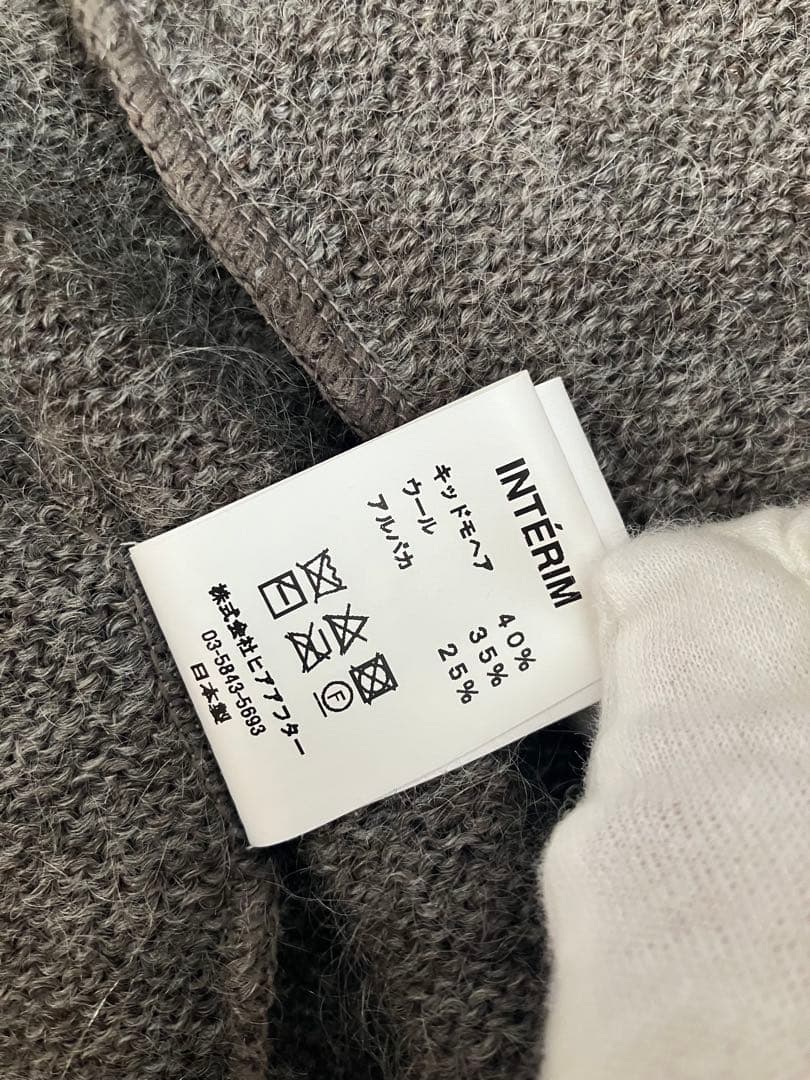 INTÉRIM
キッドモヘア 40%
ウール 35%
アルパカ 25%
F
株式会社ヒアアフター
03-5843-5693
日本製